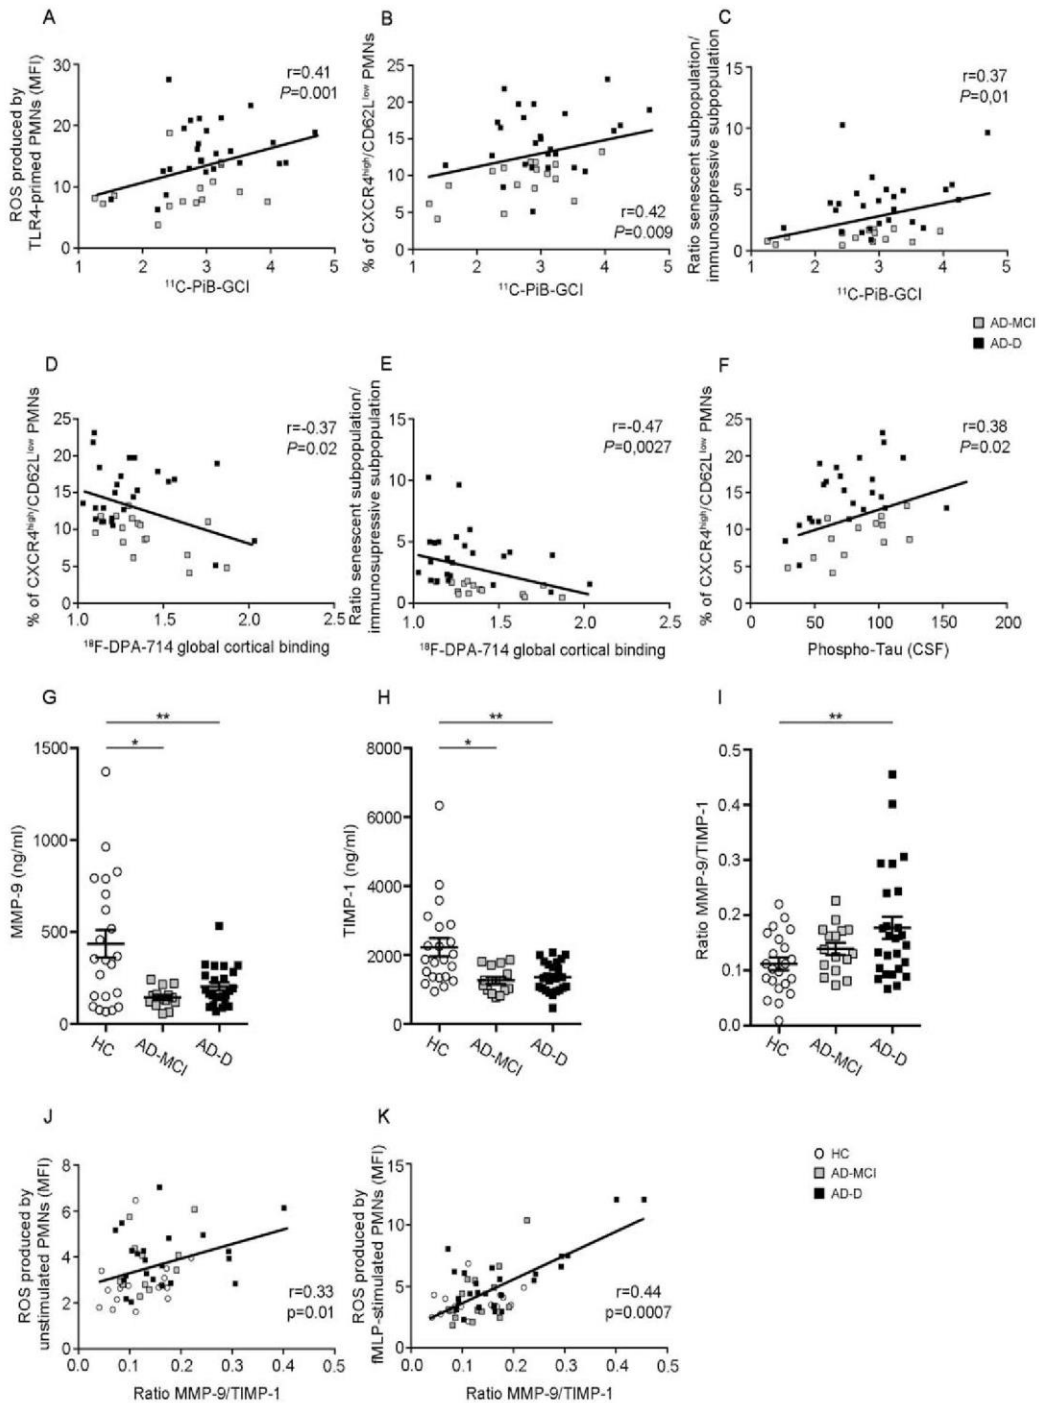 A
ROS produced by
TLR4-primed PMNs (MFI)
30
20
10
0
1 2 3 4 5
¹¹C-PiB-GCI
r=0.41
P=0.001
B
% of CXCR4ʰⁱᵍʰ/CD62Lˡᵒʷ PMNs
25
20
15
10
5
0
1 2 3 4 5
¹¹C-PiB-GCI
r=0.42
P=0.009
C
Ratio senescent subpopulation/
immunosupressive subpopulation
15
10
5
0
1 2 3 4 5
¹¹C-PiB-GCI
r=0.37
P=0,01
AD-MCI
AD-D
D
% of CXCR4ʰⁱᵍʰ/CD62Lˡᵒʷ PMNs
25
20
15
10
5
0
1.0 1.5 2.0 2.5
¹⁸F-DPA-714 global cortical binding
r=-0.37
P=0.02
E
Ratio senescent subpopulation/
immunosupressive subpopulation
15
10
5
0
1.0 1.5 2.0 2.5
¹⁸F-DPA-714 global cortical binding
r=-0.47
P=0,0027
F
% of CXCR4ʰⁱᵍʰ/CD62Lˡᵒʷ PMNs
25
20
15
10
5
0
0 50 100 150 200
Phospho-Tau (CSF)
r=0.38
P=0.02
G
MMP-9 (ng/ml)
1500
1000
500
0
**
*
HC AD-MCI AD-D
H
TIMP-1 (ng/ml)
8000
6000
4000
2000
0
**
*
HC AD-MCI AD-D
I
Ratio MMP-9/TIMP-1
0.5
0.4
0.3
0.2
0.1
0.0
**
HC AD-MCI AD-D
J
ROS produced by
unstimulated PMNs (MFI)
8
6
4
2
0
0.0 0.1 0.2 0.3 0.4 0.5
Ratio MMP-9/TIMP-1
r=0.33
p=0.01
K
ROS produced by
fMLP-stimulated PMNs (MFI)
15
10
5
0
0.0 0.1 0.2 0.3 0.4 0.5
Ratio MMP-9/TIMP-1
r=0.44
p=0.0007
HC
AD-MCI
AD-D